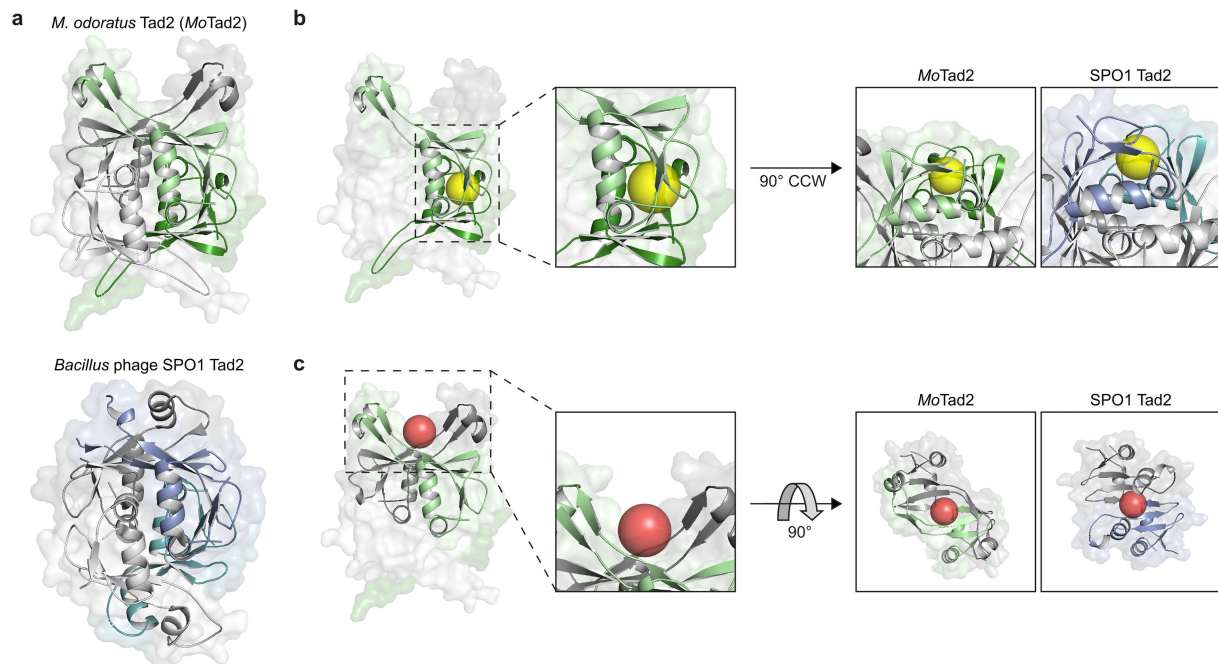 a
M. odoratus Tad2 (MoTad2)
Bacillus phage SPO1 Tad2
b
90° CCW
MoTad2
SPO1 Tad2
c
90°
MoTad2
SPO1 Tad2